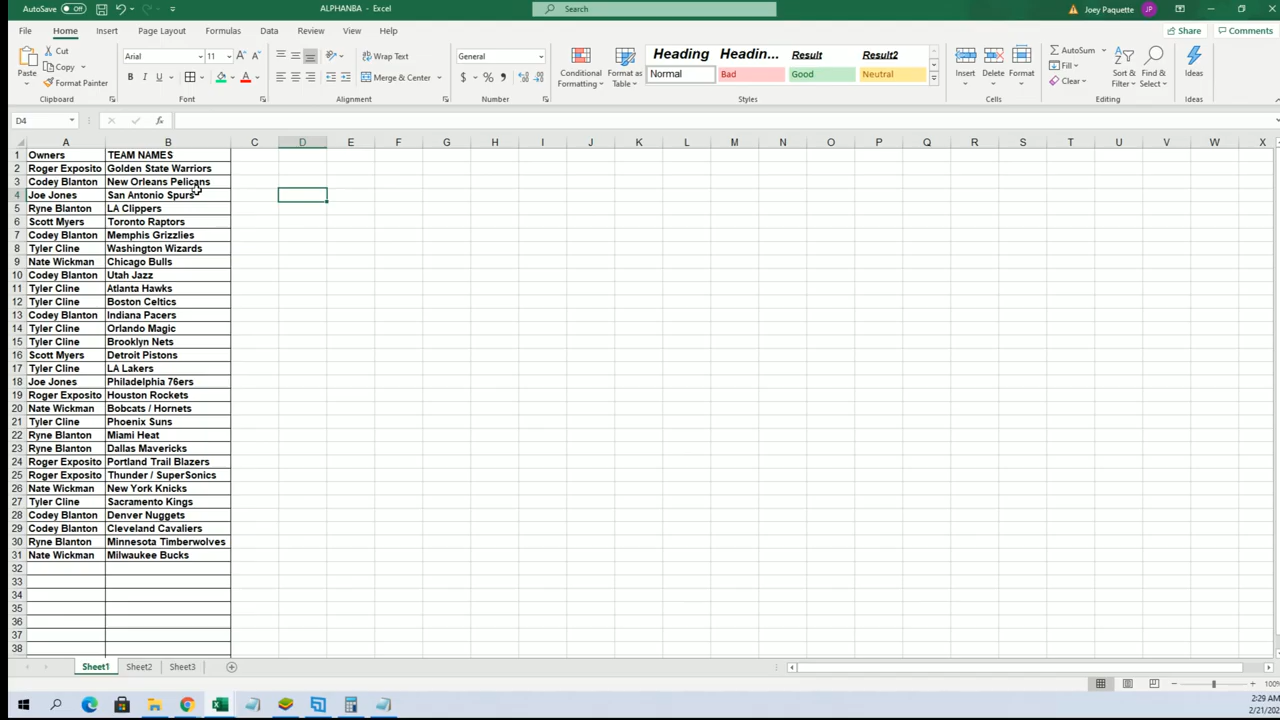 AutoSave Off ALPHANBA - Excel Search Joey Paquette JP
File Home Insert Page Layout Formulas Data Review View Help Share Comments
Cut
Copy
Format Painter
Paste
Clipboard
Arial 11
B I U
Font
Wrap Text
Merge & Center
Alignment
General
$ % 9
Number
Conditional Formatting
Format as Table
Heading Headin... Result Result2
Normal Bad Good Neutral
Styles
Insert Delete Format
Cells
AutoSum
Fill
Clear
Sort & Filter
Find & Select
Editing
Ideas
Ideas
D4 fx
A B C D E F G H I J K L M N O P Q R S T U V W X
1 Owners TEAM NAMES
2 Roger Exposito Golden State Warriors
3 Codey Blanton New Orleans Pelicans
4 Joe Jones San Antonio Spurs
5 Ryne Blanton LA Clippers
6 Scott Myers Toronto Raptors
7 Codey Blanton Memphis Grizzlies
8 Tyler Cline Washington Wizards
9 Nate Wickman Chicago Bulls
10 Codey Blanton Utah Jazz
11 Tyler Cline Atlanta Hawks
12 Tyler Cline Boston Celtics
13 Codey Blanton Indiana Pacers
14 Tyler Cline Orlando Magic
15 Tyler Cline Brooklyn Nets
16 Scott Myers Detroit Pistons
17 Tyler Cline LA Lakers
18 Joe Jones Philadelphia 76ers
19 Roger Exposito Houston Rockets
20 Nate Wickman Bobcats / Hornets
21 Tyler Cline Phoenix Suns
22 Ryne Blanton Miami Heat
23 Ryne Blanton Dallas Mavericks
24 Roger Exposito Portland Trail Blazers
25 Roger Exposito Thunder / SuperSonics
26 Nate Wickman New York Knicks
27 Tyler Cline Sacramento Kings
28 Codey Blanton Denver Nuggets
29 Codey Blanton Cleveland Cavaliers
30 Ryne Blanton Minnesota Timberwolves
31 Nate Wickman Milwaukee Bucks
32
33
34
35
36
37
38
Sheet1 Sheet2 Sheet3
100%
2:29 AM
2/21/202